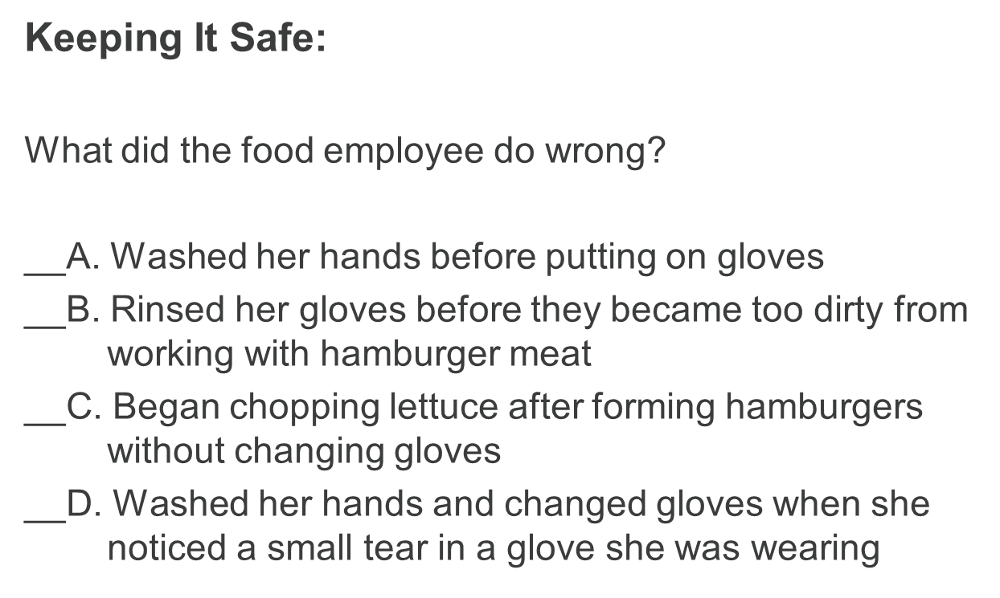 Keeping It Safe:
What did the food employee do wrong?
__A. Washed her hands before putting on gloves
__B. Rinsed her gloves before they became too dirty from
working with hamburger meat
__C. Began chopping lettuce after forming hamburgers
without changing gloves
__D. Washed her hands and changed gloves when she
noticed a small tear in a glove she was wearing